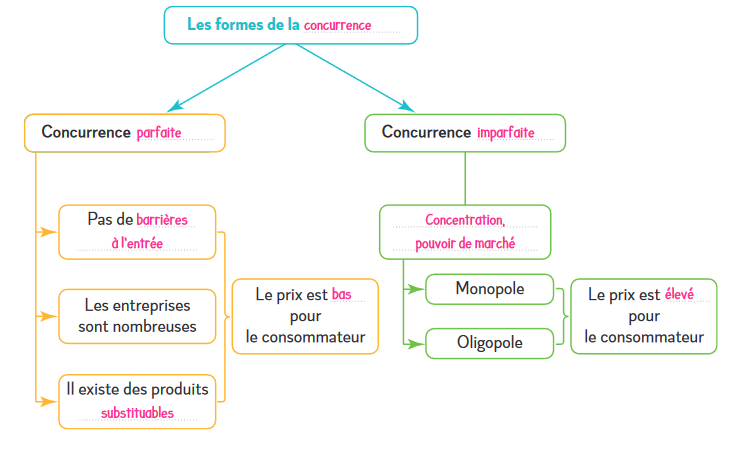 Les formes de la concurrence
Concurrence parfaite
Pas de barrières
à l'entrée
Les entreprises
sont nombreuses
Il existe des produits
substituables
Le prix est bas
pour
le consommateur
Concurrence imparfaite
Concentration,
pouvoir de marché
Monopole
Oligopole
Le prix est élevé
pour
le consommateur